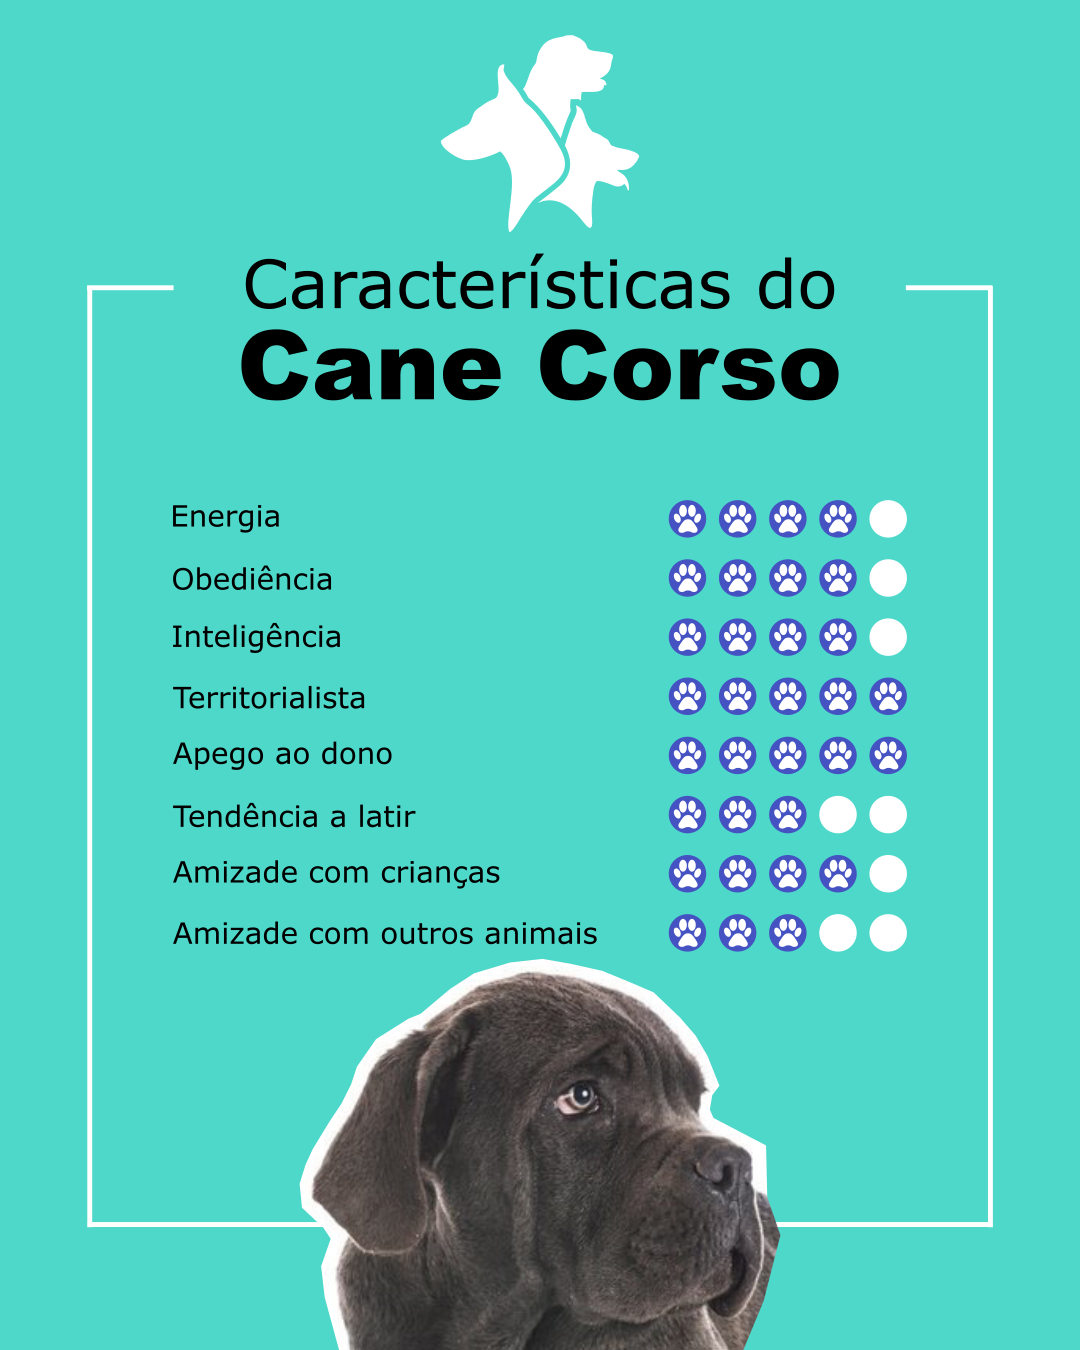 Características do
Cane Corso
Energia
Obediência
Inteligência
Territorialista
Apego ao dono
Tendência a latir
Amizade com crianças
Amizade com outros animais